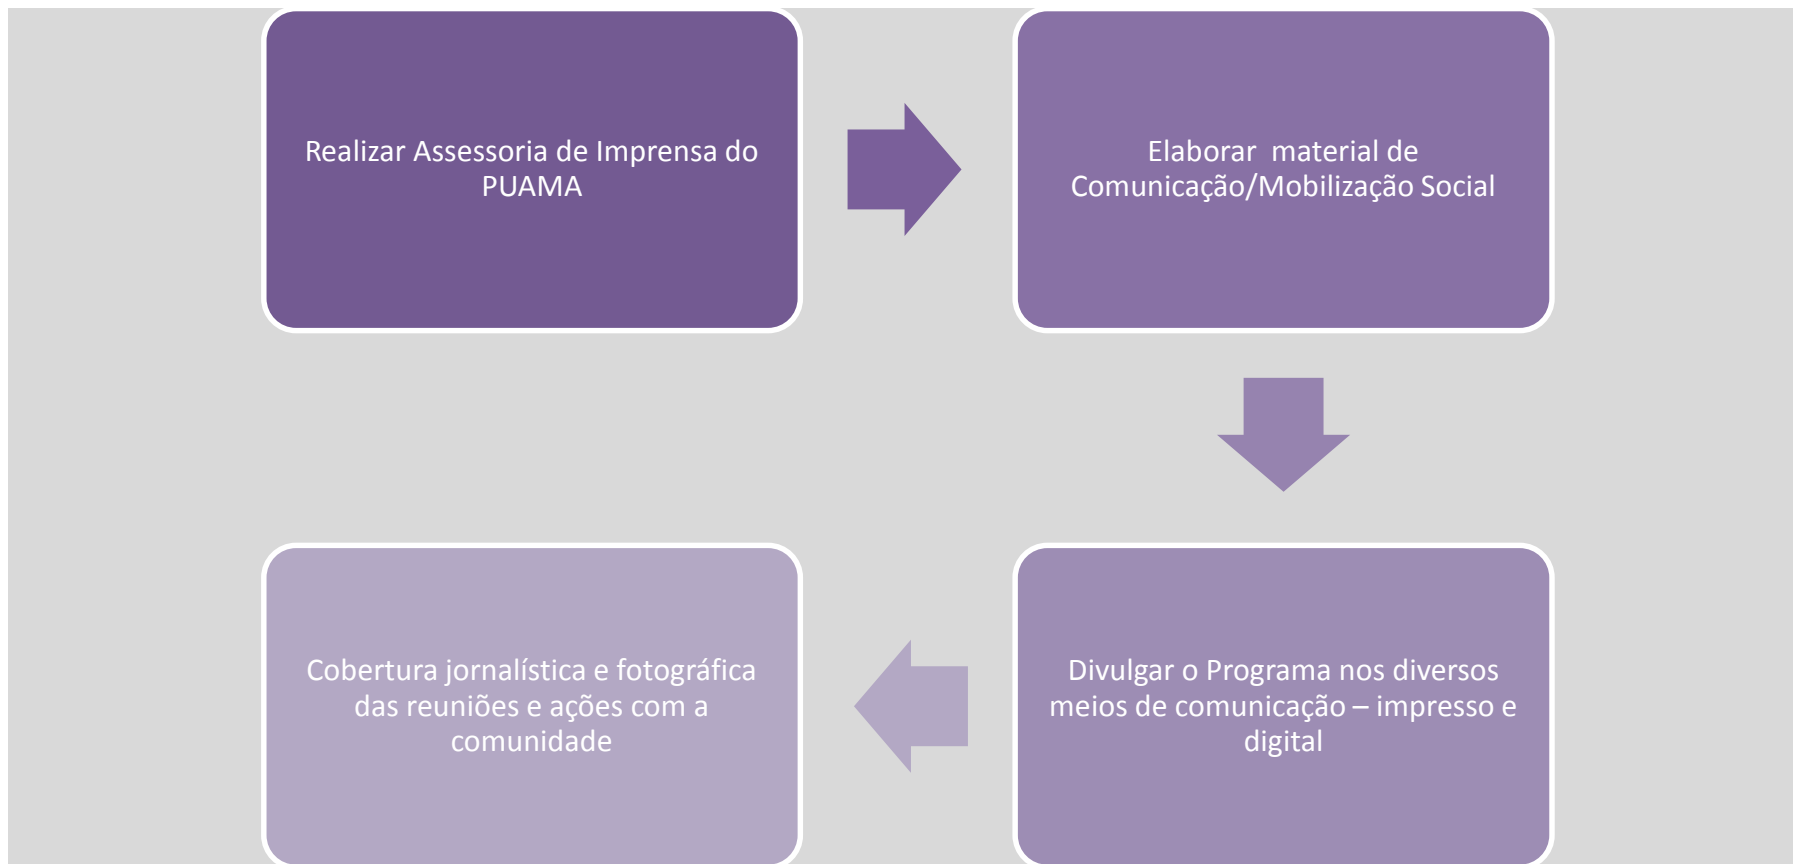 Realizar Assessoria de Imprensa do
PUAMA
Elaborar  material de
Comunicação/Mobilização Social
Divulgar o Programa nos diversos
meios de comunicação – impresso e
digital
Cobertura jornalística e fotográfica
das reuniões e ações com a
comunidade